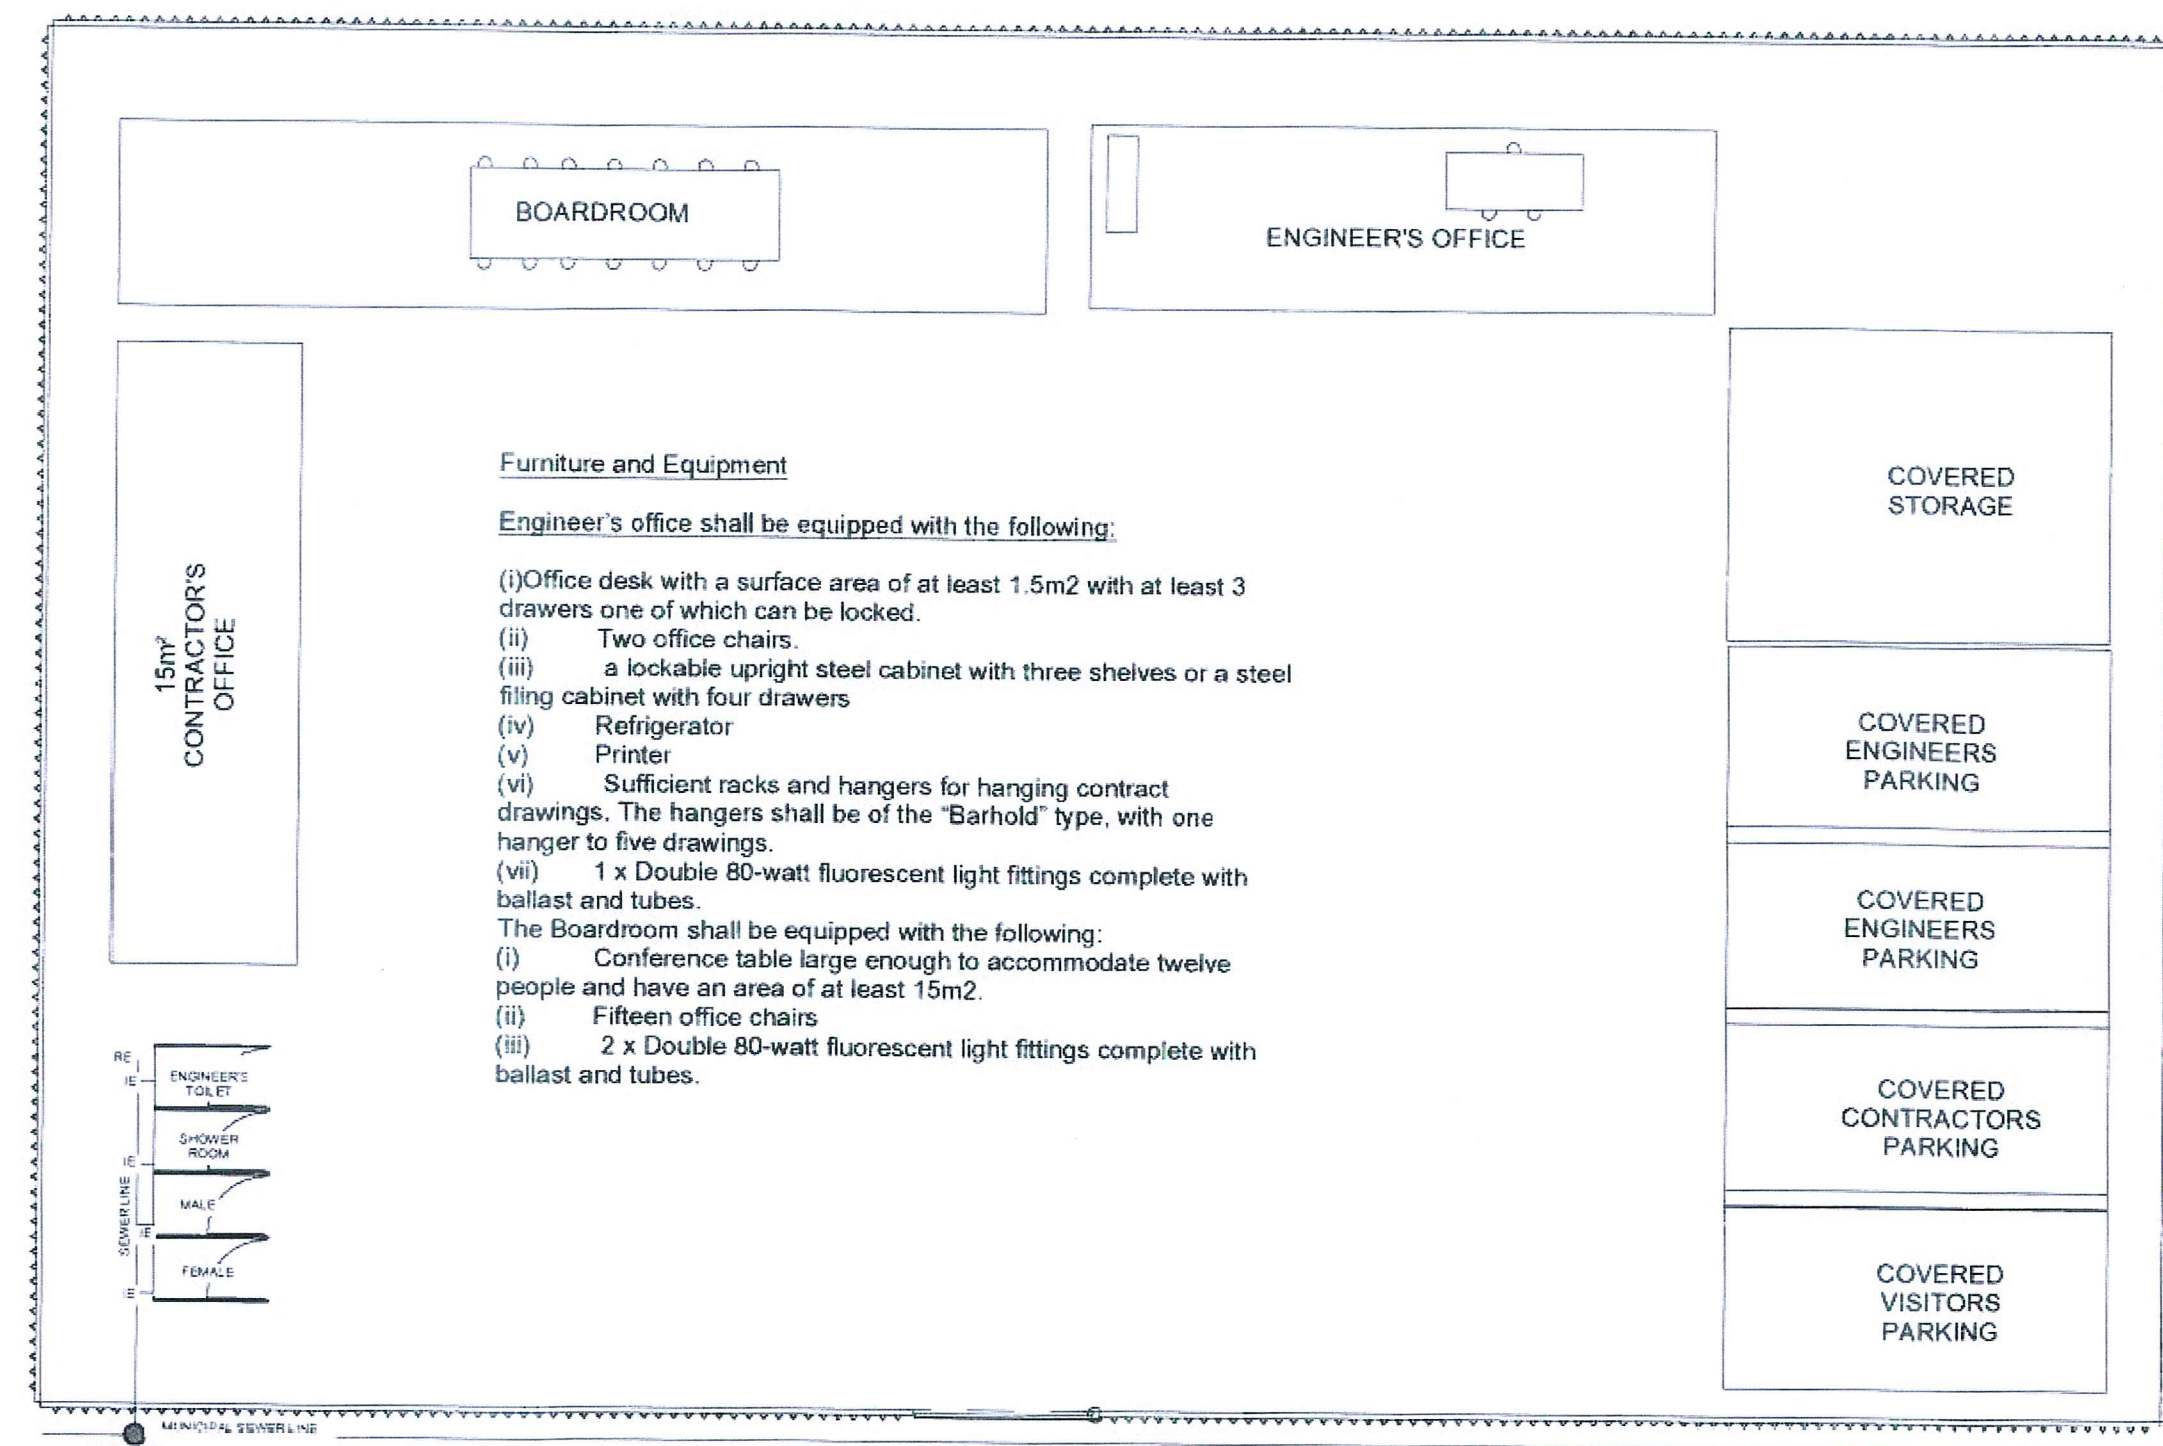 BOARDROOM
ENGINEER'S OFFICE
15m²
CONTRACTOR'S
OFFICE
Furniture and Equipment
Engineer's office shall be equipped with the following:
(i)Office desk with a surface area of at least 1.5m2 with at least 3
drawers one of which can be locked.
(ii) Two office chairs.
(iii) a lockable upright steel cabinet with three shelves or a steel
filing cabinet with four drawers
(iv) Refrigerator
(v) Printer
(vi) Sufficient racks and hangers for hanging contract
drawings. The hangers shall be of the "Barhold" type, with one
hanger to five drawings.
(vii) 1 x Double 80-watt fluorescent light fittings complete with
ballast and tubes.
The Boardroom shall be equipped with the following:
(i) Conference table large enough to accommodate twelve
people and have an area of at least 15m2.
(ii) Fifteen office chairs
(iii) 2 x Double 80-watt fluorescent light fittings complete with
ballast and tubes.
COVERED
STORAGE
COVERED
ENGINEERS
PARKING
COVERED
ENGINEERS
PARKING
COVERED
CONTRACTORS
PARKING
COVERED
VISITORS
PARKING
RE
IE
ENGINEER'S
TOILET
SHOWER
ROOM
IE
MALE
SEWER LINE
IE
FEMALE
IE
MUNICIPAL SEWER LINE